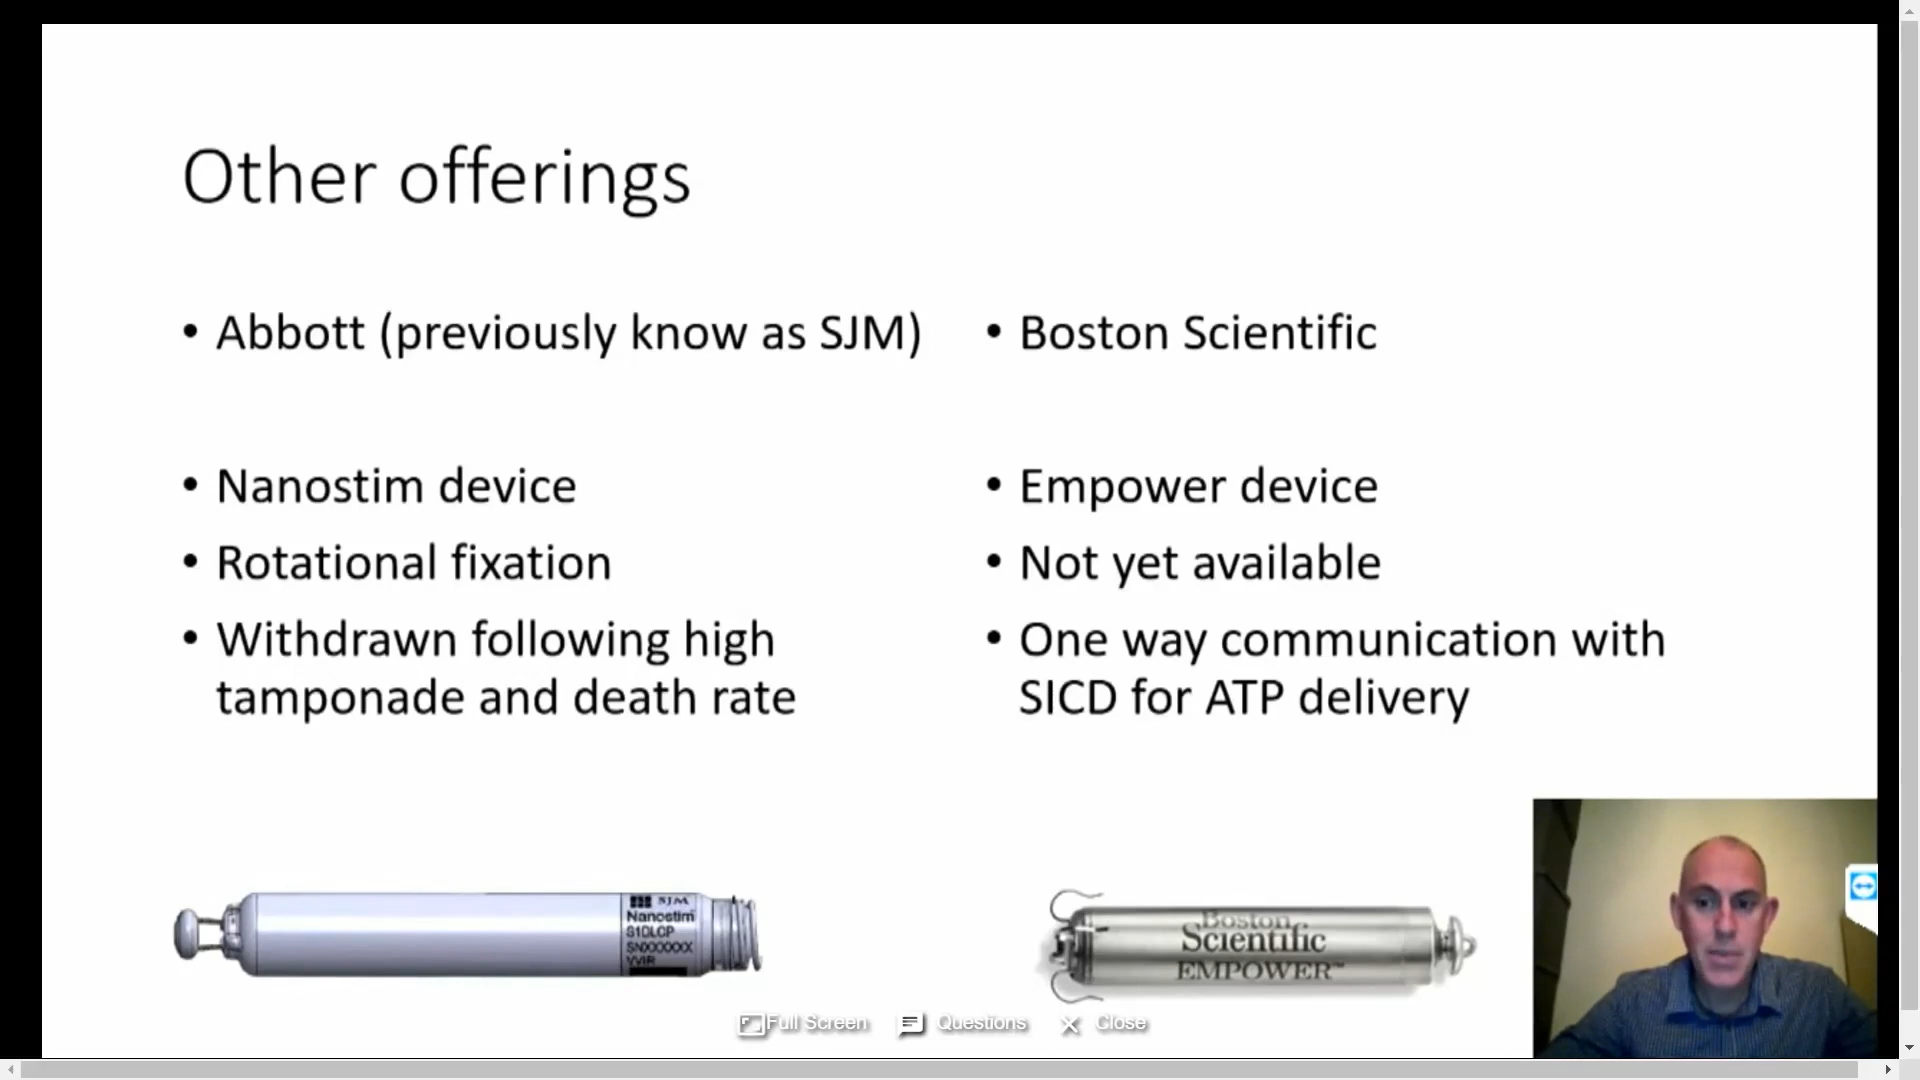 Other offerings
• Abbott (previously know as SJM)
• Nanostim device
• Rotational fixation
• Withdrawn following high
tamponade and death rate
• Boston Scientific
• Empower device
• Not yet available
• One way communication with
SICD for ATP delivery
SJM
Nanostim
S1DLCP
SNXXXXXX
VVIR
Boston
Scientific
EMPOWER™
Full Screen
Questions
Close